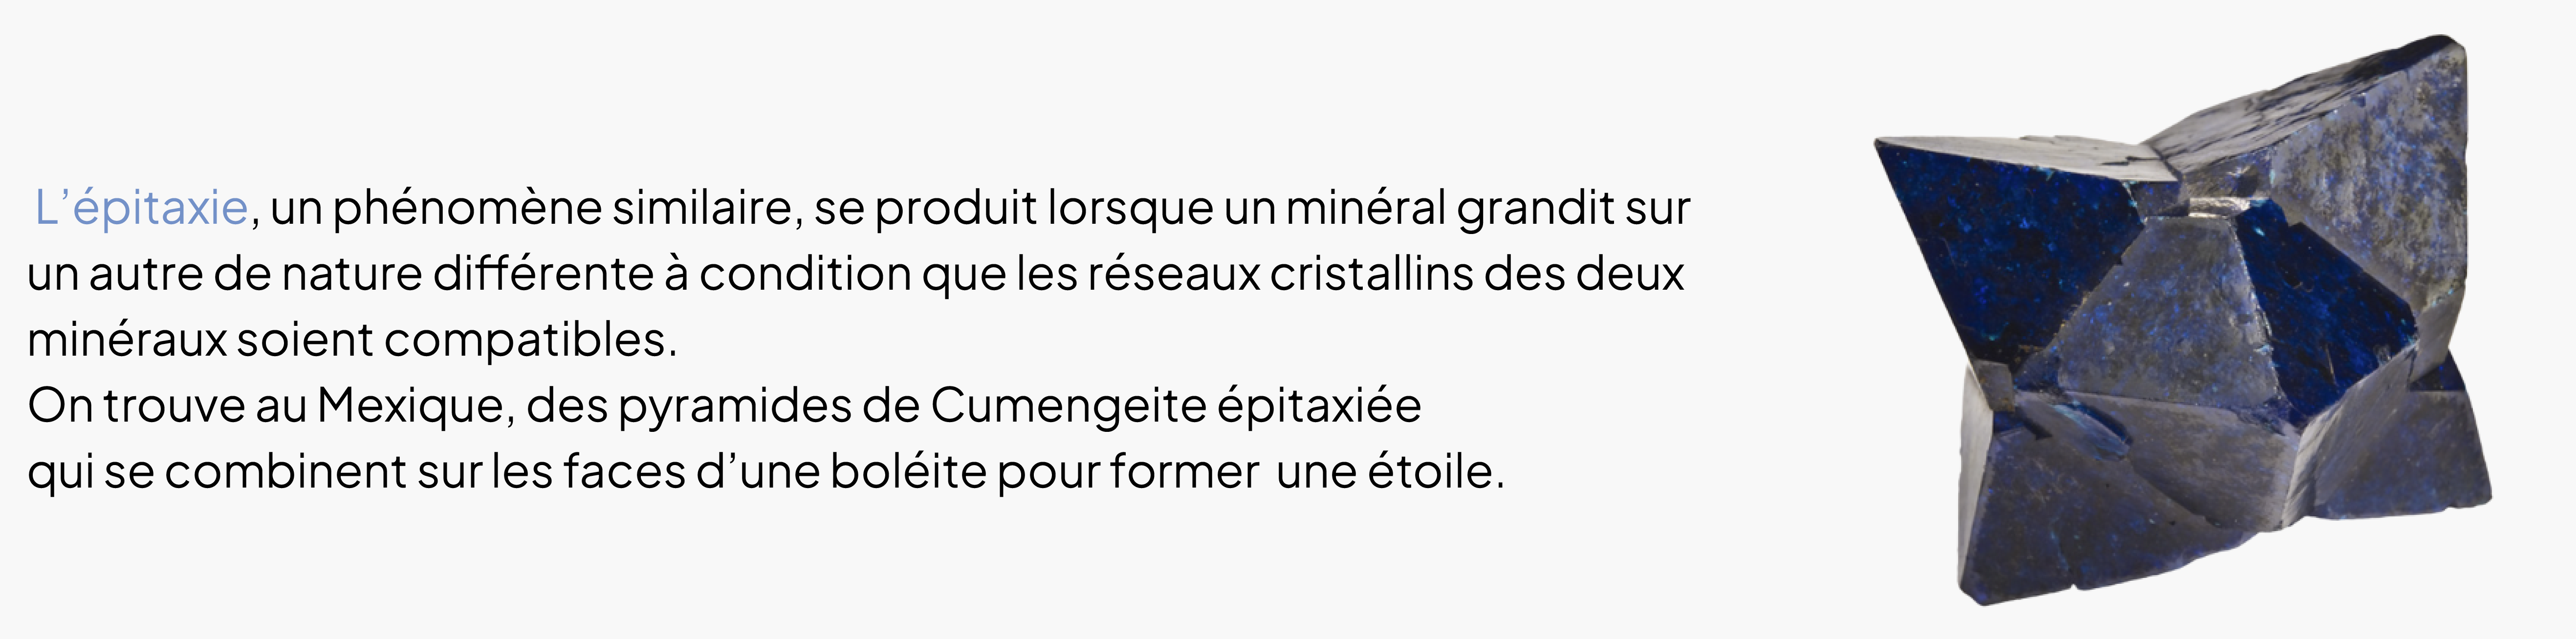 L’épitaxie, un phénomène similaire, se produit lorsque un minéral grandit sur
un autre de nature différente à condition que les réseaux cristallins des deux
minéraux soient compatibles.
On trouve au Mexique, des pyramides de Cumengeite épitaxiée
qui se combinent sur les faces d’une boléite pour former  une étoile.